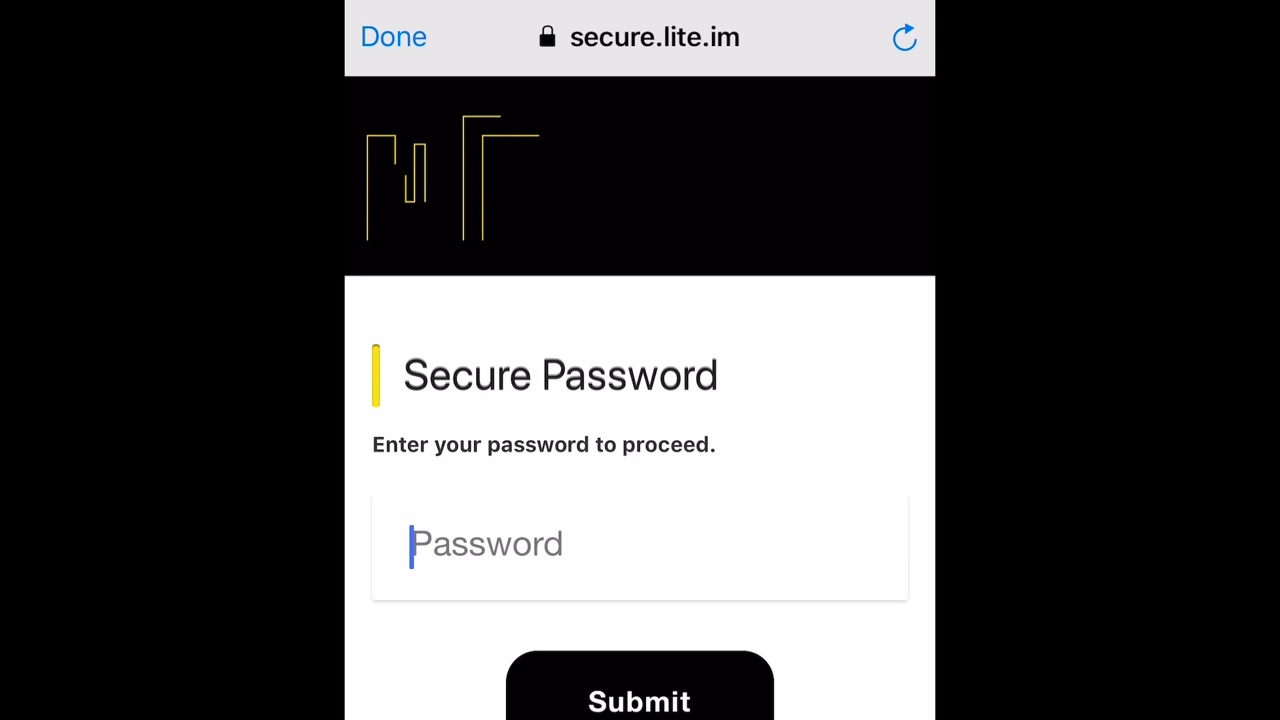 Done secure.lite.im
Secure Password
Enter your password to proceed.
Password
Submit